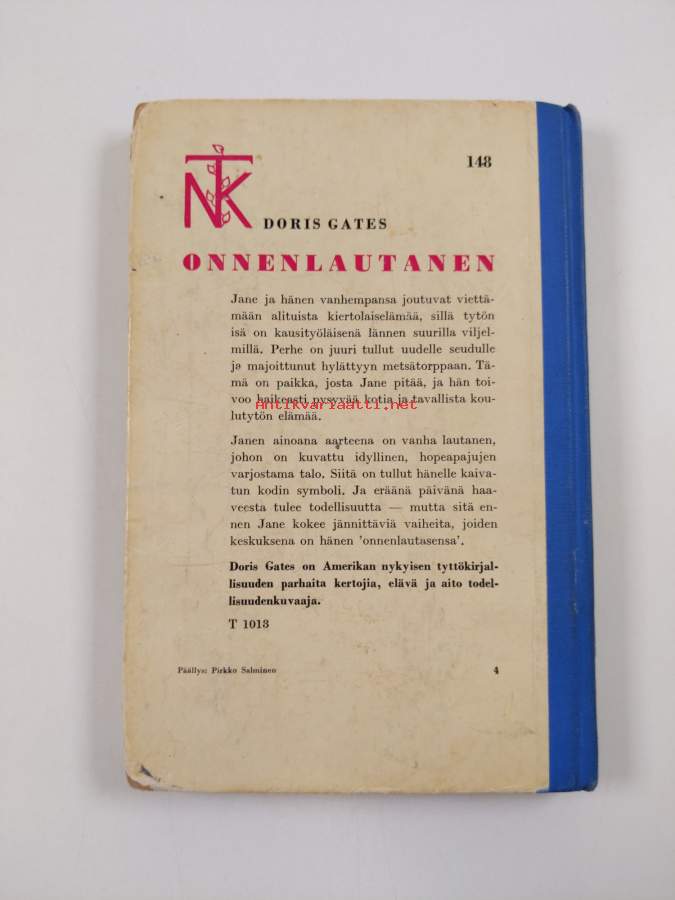 NTK
148
DORIS GATES
ONNENLAUTANEN
Jane ja hänen vanhempansa joutuvat viettä-
mään alituista kiertolaiselämää, sillä tytön
isä on kausityöläisenä lännen suurilla viljel-
millä. Perhe on juuri tullut uudelle seudulle
ja majoittunut hylättyyn metsätorppaan. Tä-
mä on paikka, josta Jane pitää, ja hän toi-
voo haikeasti pysyvää kotia ja tavallista kou-
Antikvariaatti.net
lutytön elämää.
Janen ainoana aarteena on vanha lautanen,
johon on kuvattu idyllinen, hopeapajujen
varjostama talo. Siitä on tullut hänelle kaiva-
tun kodin symboli. Ja eräänä päivänä haa-
veesta tulee todellisuutta — mutta sitä en-
nen Jane kokee jännittäviä vaiheita, joiden
keskuksena on hänen 'onnenlautasensa'.
Doris Gates on Amerikan nykyisen tyttökirjal-
lisuuden parhaita kertojia, elävä ja aito todel-
lisuudenkuvaaja.
T 1013
Päällys: Pirkko Salminen
4